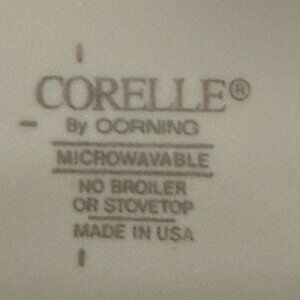 CORELLE®
By CORNING
MICROWAVABLE
NO BROILER
OR STOVETOP
MADE IN USA